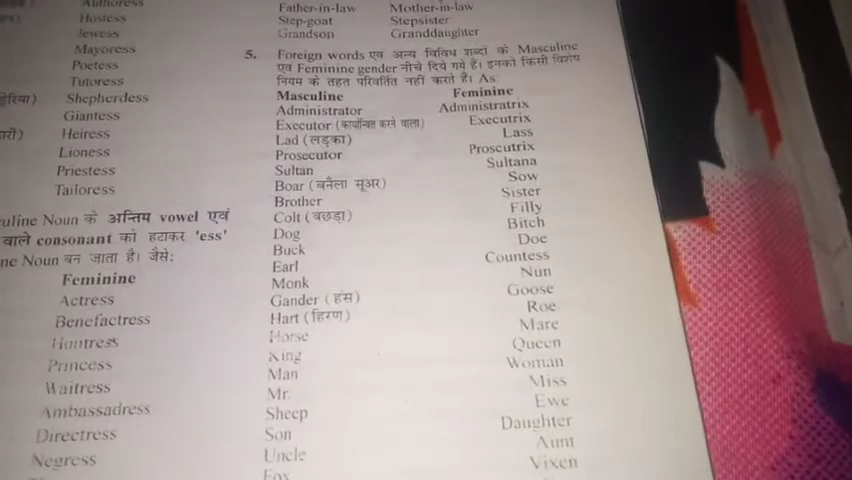 Authoress
Hostess
Jewess
Mayoress
Poetess
Tutoress
Shepherdess
Giantess
Heiress
Lioness
Priestess
Tailoress
uline Noun के अन्तिम vowel एवं
वाले consonant को हटाकर 'ess'
ne Noun बन जाता है। जैसे:
Feminine
Actress
Benefactress
Huntress
Princess
Waitress
Ambassadress
Directress
Negress
Father-in-law Mother-in-law
Step-goat Stepsister
Grandson Granddaughter
5. Foreign words एव अन्य विविध शब्दों के Masculine
एव Feminine gender नीचे दिये गये हैं। इनको किसी विशेष
नियम के तहत परिवर्तित नहीं करते हैं। As:
Masculine Feminine
Administrator Administratrix
Executor (कार्यान्वित करने वाला) Executrix
Lad (लड़का) Lass
Prosecutor Proscutrix
Sultan Sultana
Boar (बनैला सूअर) Sow
Brother Sister
Colt (बछड़ा) Filly
Dog Bitch
Buck Doe
Earl Countess
Monk Nun
Gander (हंस) Goose
Hart (हिरण) Roe
Horse Mare
King Queen
Man Woman
Mr. Miss
Sheep Ewe
Son Daughter
Uncle Aunt
Fox Vixen